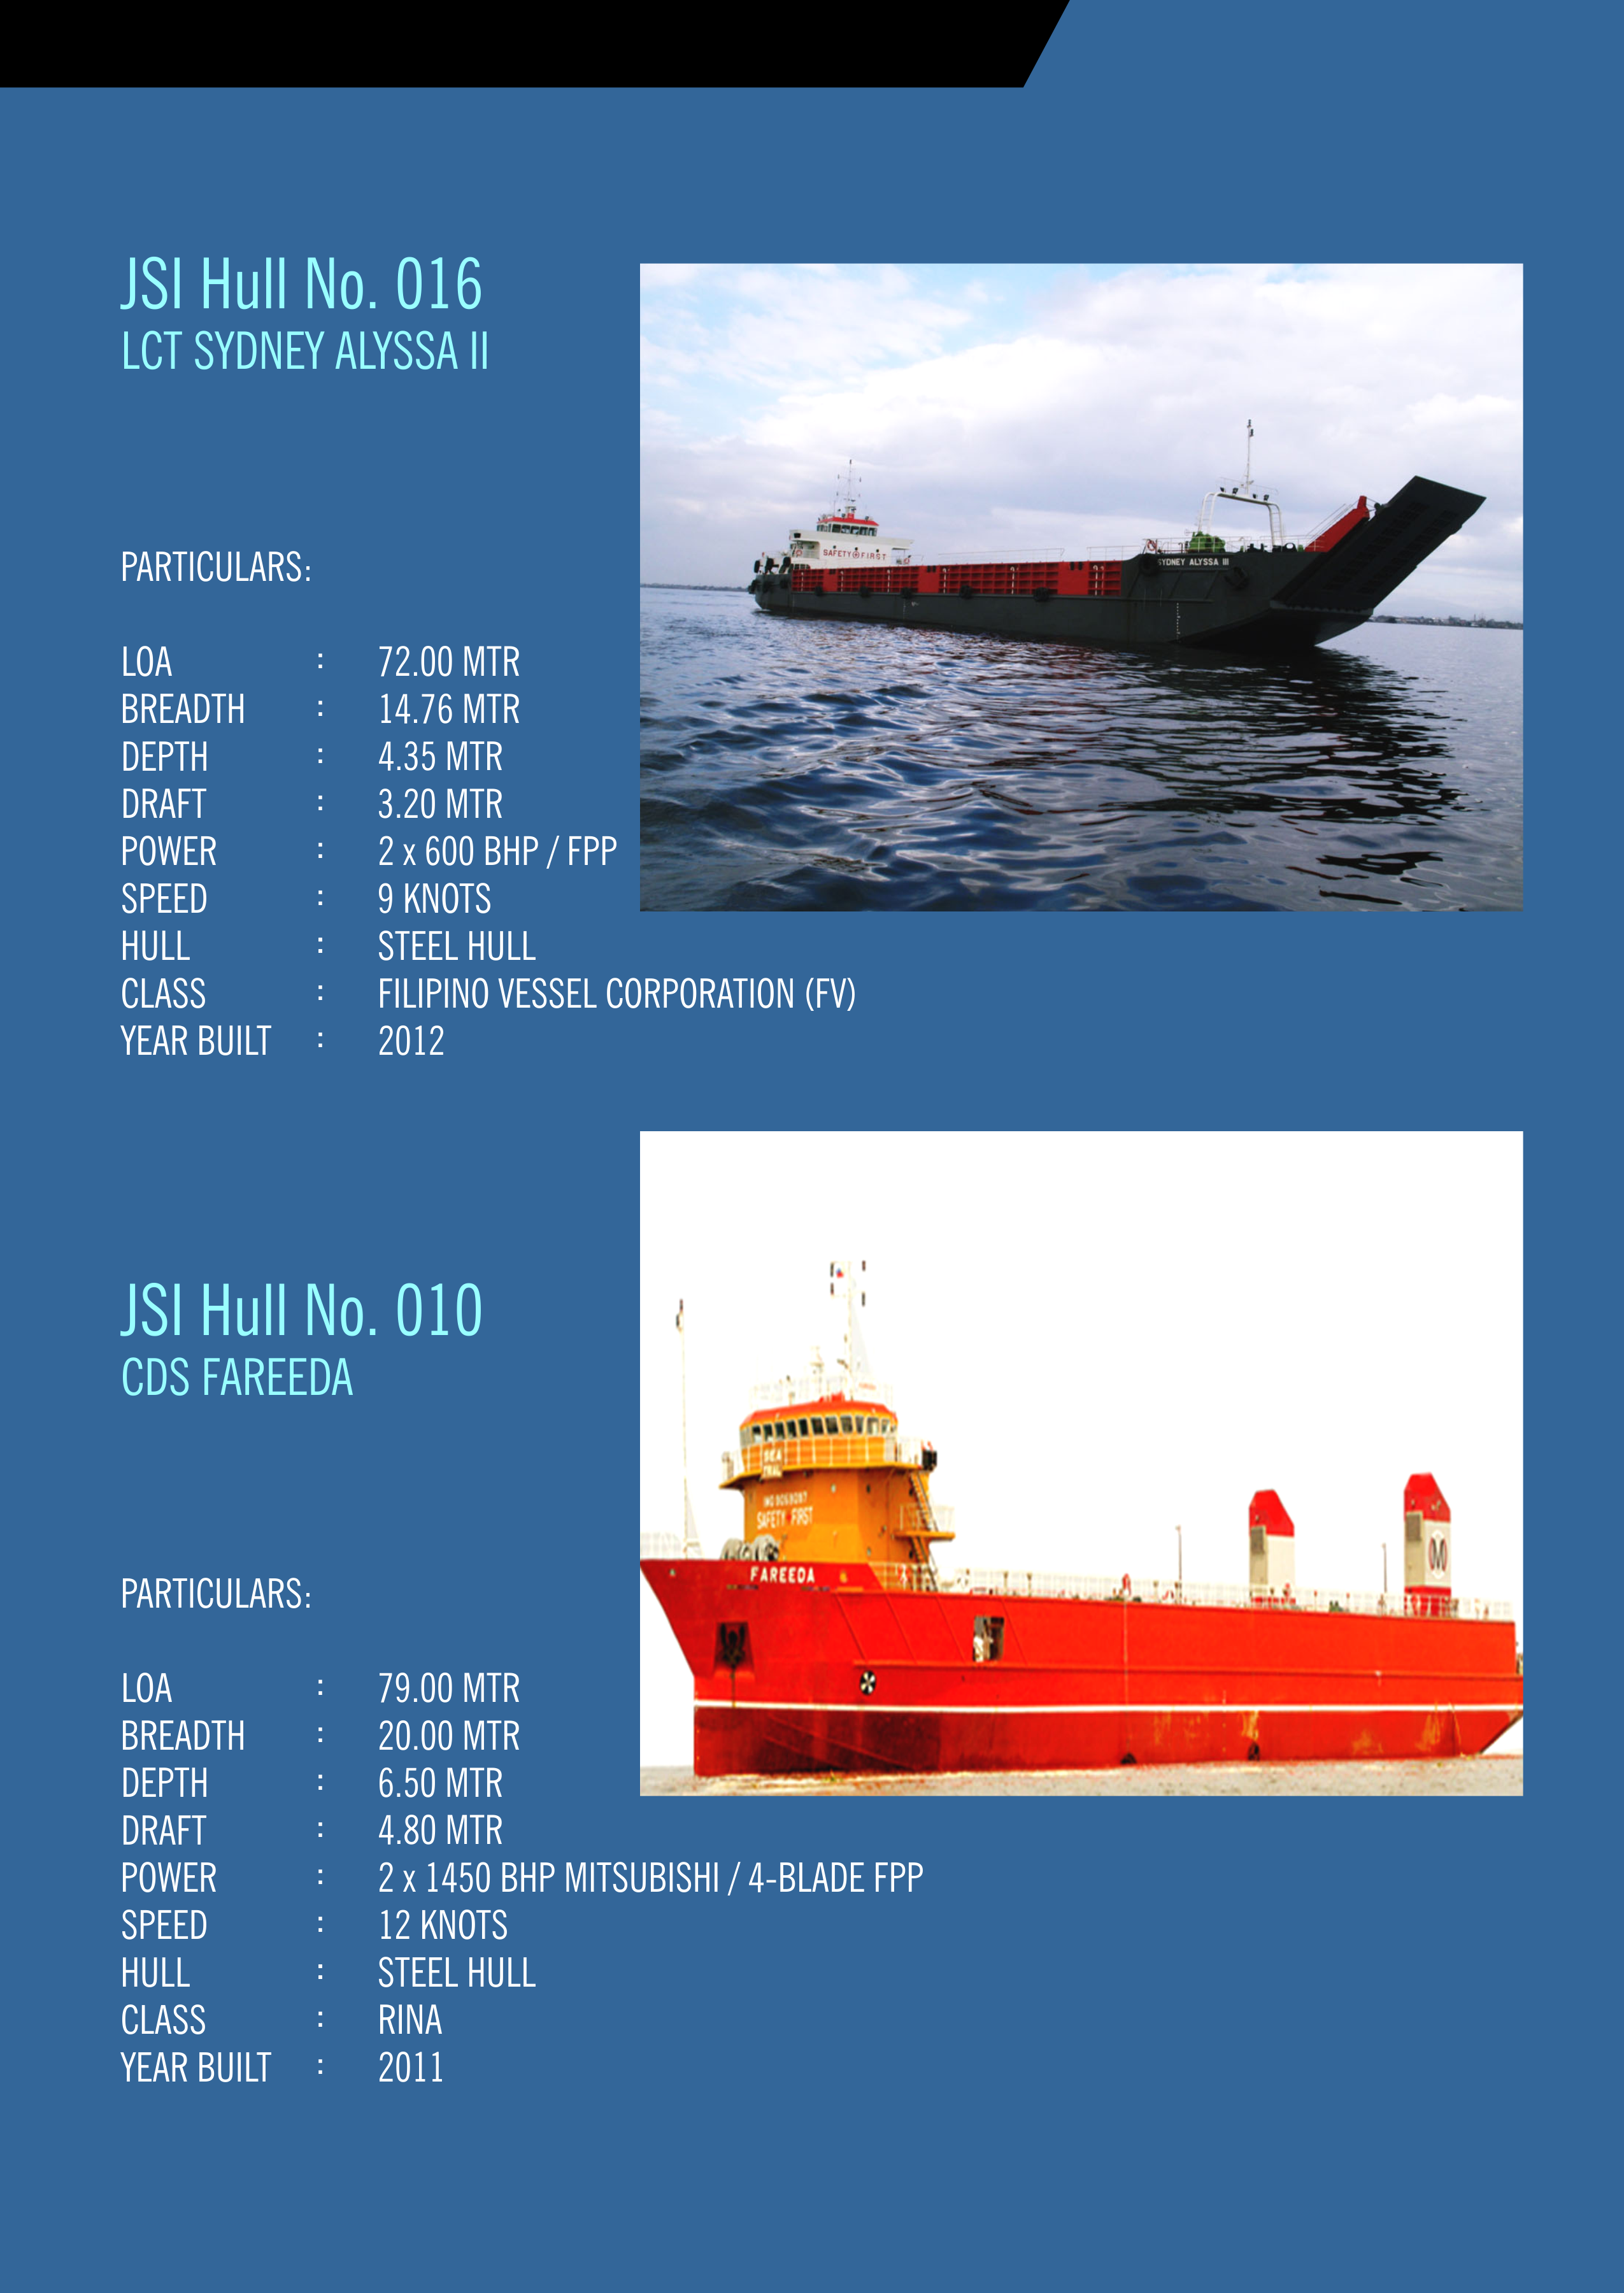 JSI Hull No. 016
LCT SYDNEY ALYSSA II
PARTICULARS:
LOA : 72.00 MTR
BREADTH : 14.76 MTR
DEPTH : 4.35 MTR
DRAFT : 3.20 MTR
POWER : 2 x 600 BHP / FPP
SPEED : 9 KNOTS
HULL : STEEL HULL
CLASS : FILIPINO VESSEL CORPORATION (FV)
YEAR BUILT : 2012
SAFETY FIRST
SYDNEY ALYSSA III
JSI Hull No. 010
CDS FAREEDA
PARTICULARS:
LOA : 79.00 MTR
BREADTH : 20.00 MTR
DEPTH : 6.50 MTR
DRAFT : 4.80 MTR
POWER : 2 x 1450 BHP MITSUBISHI / 4-BLADE FPP
SPEED : 12 KNOTS
HULL : STEEL HULL
CLASS : RINA
YEAR BUILT : 2011
SEA
TRIAL
IMO
SAFETY FIRST
FAREEDA
M